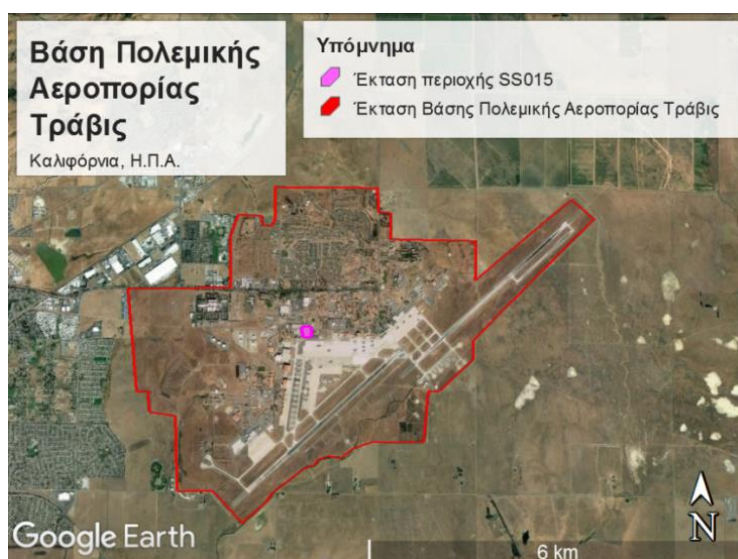 Βάση Πολεμικής
Αεροπορίας
Τράβις
Καλιφόρνια, Η.Π.Α.
Υπόμνημα
Έκταση περιοχής SS015
Έκταση Βάσης Πολεμικής Αεροπορίας Τράβις
Google Earth
6 km
N